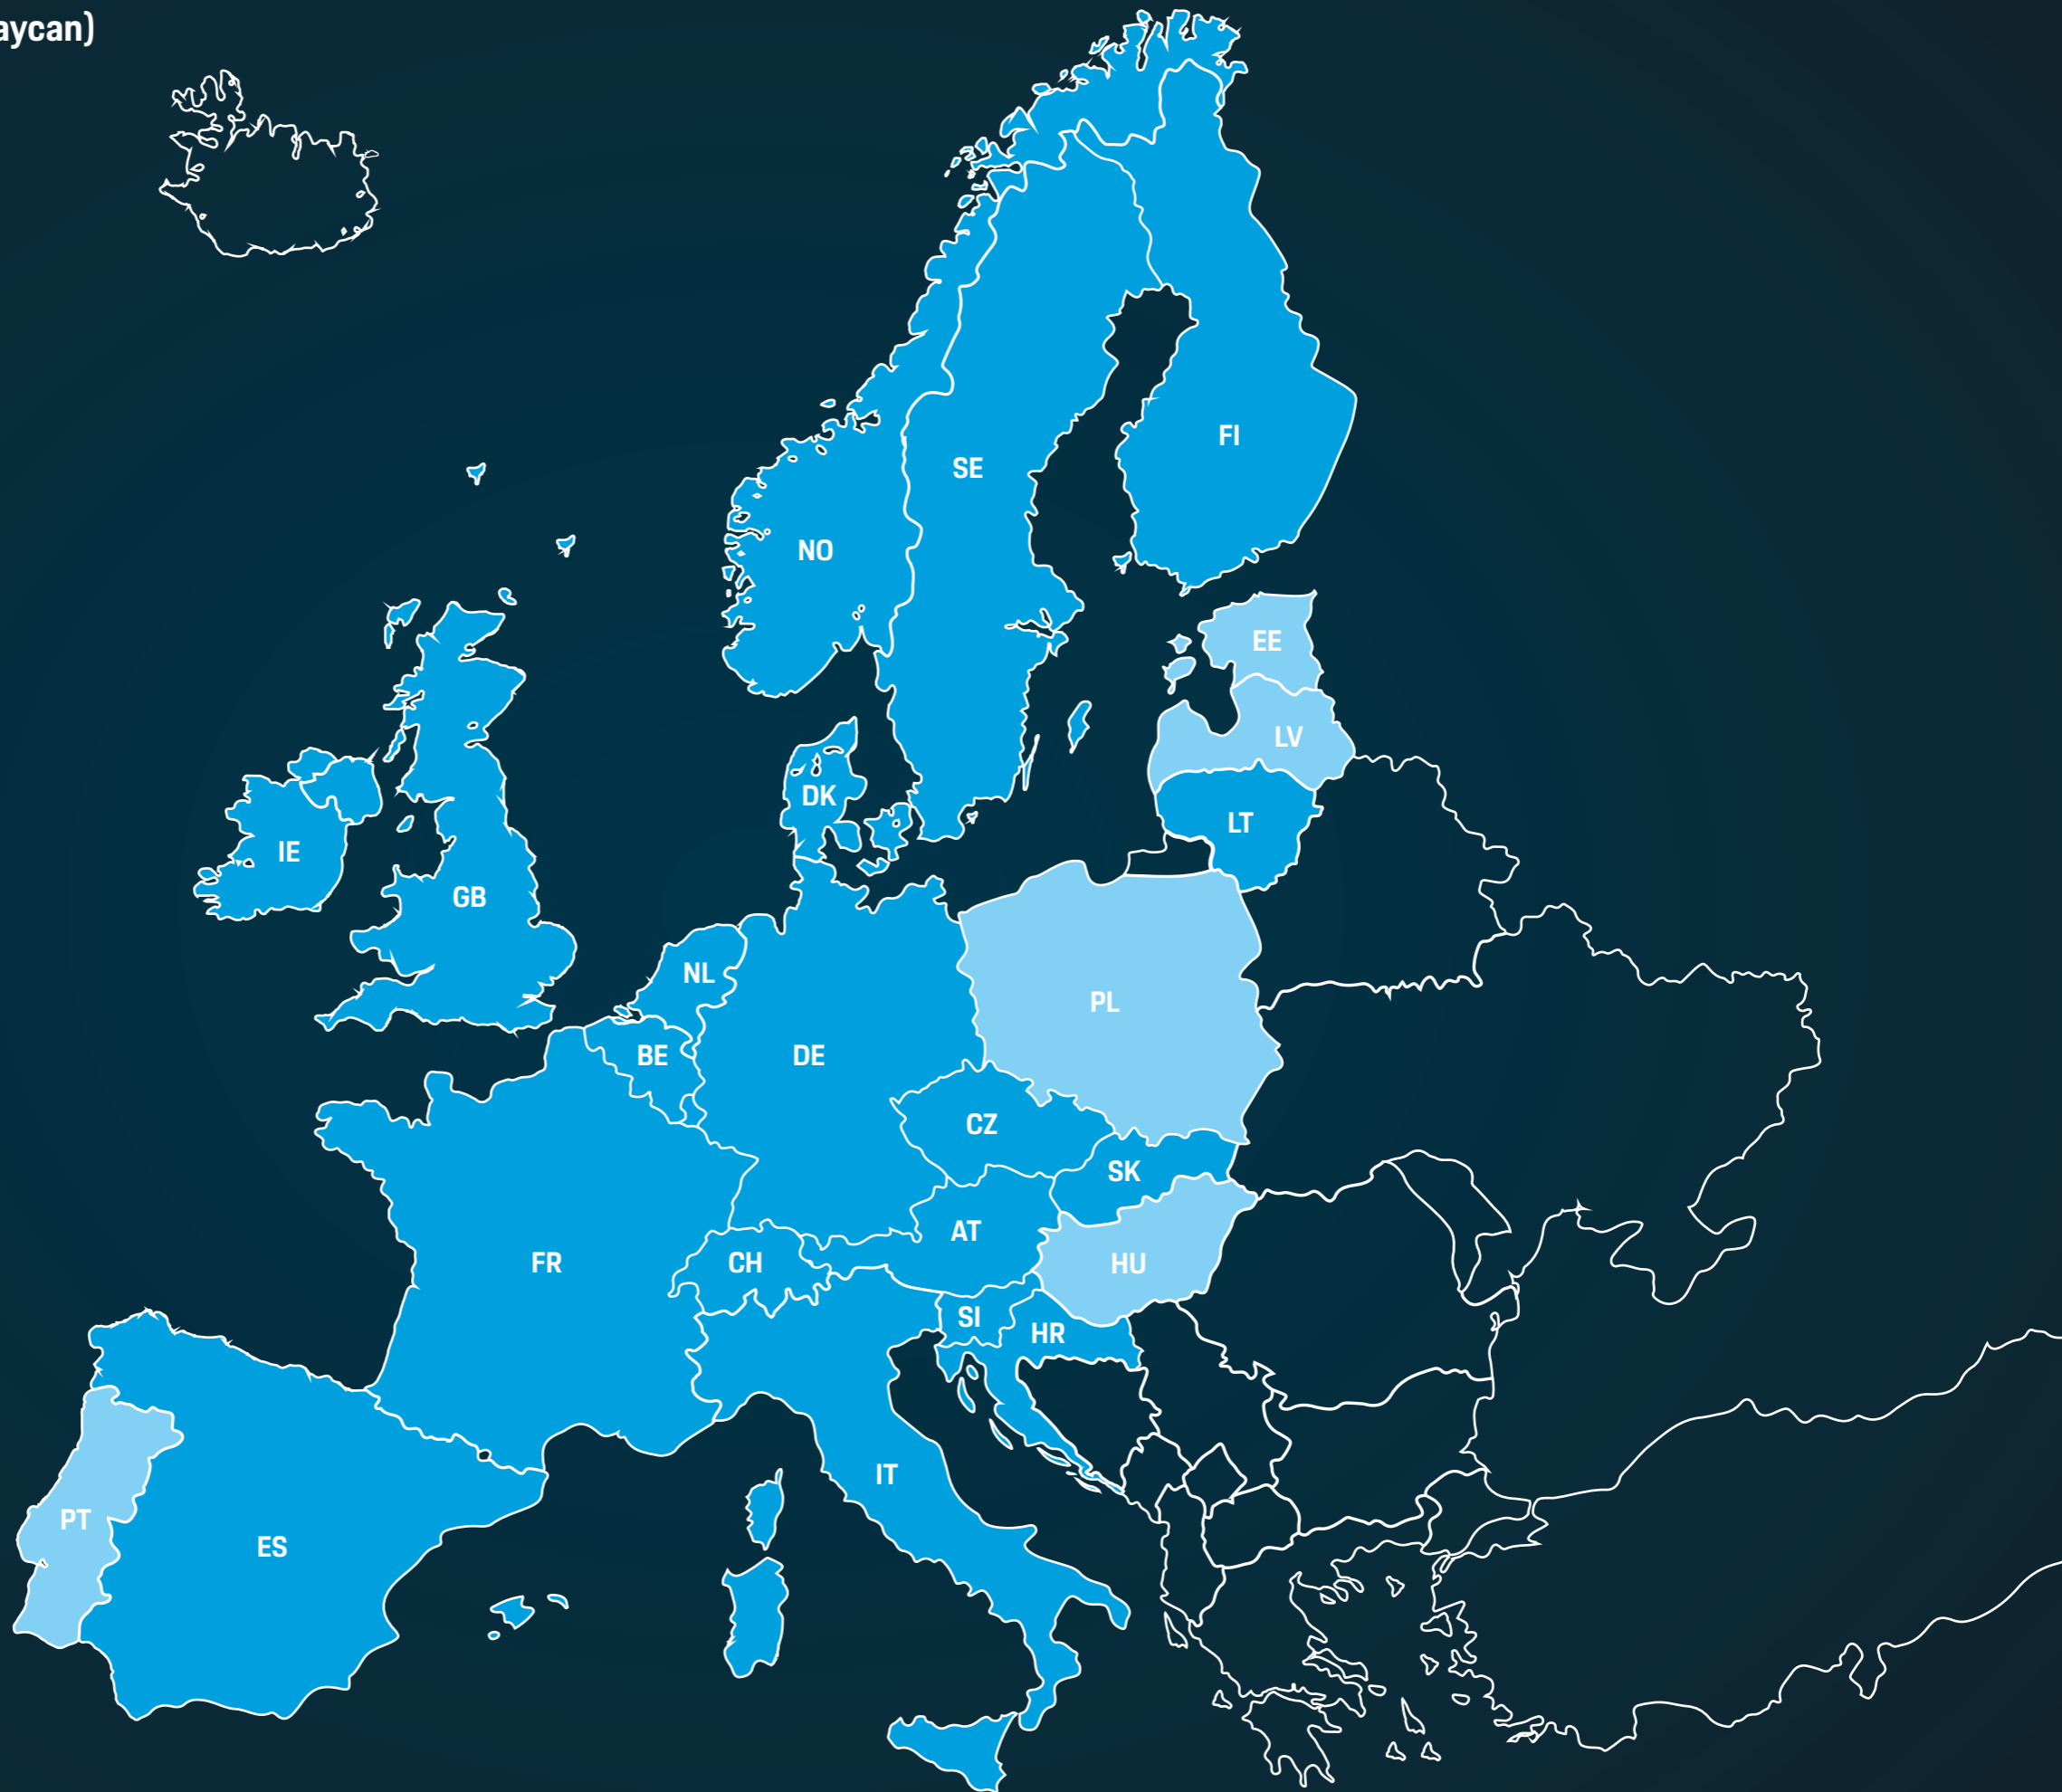 aycan)
FI
SE
NO
EE
LV
DK
LT
IE
GB
NL
PL
BE
DE
CZ
SK
AT
FR
CH
HU
SI
HR
IT
PT
ES